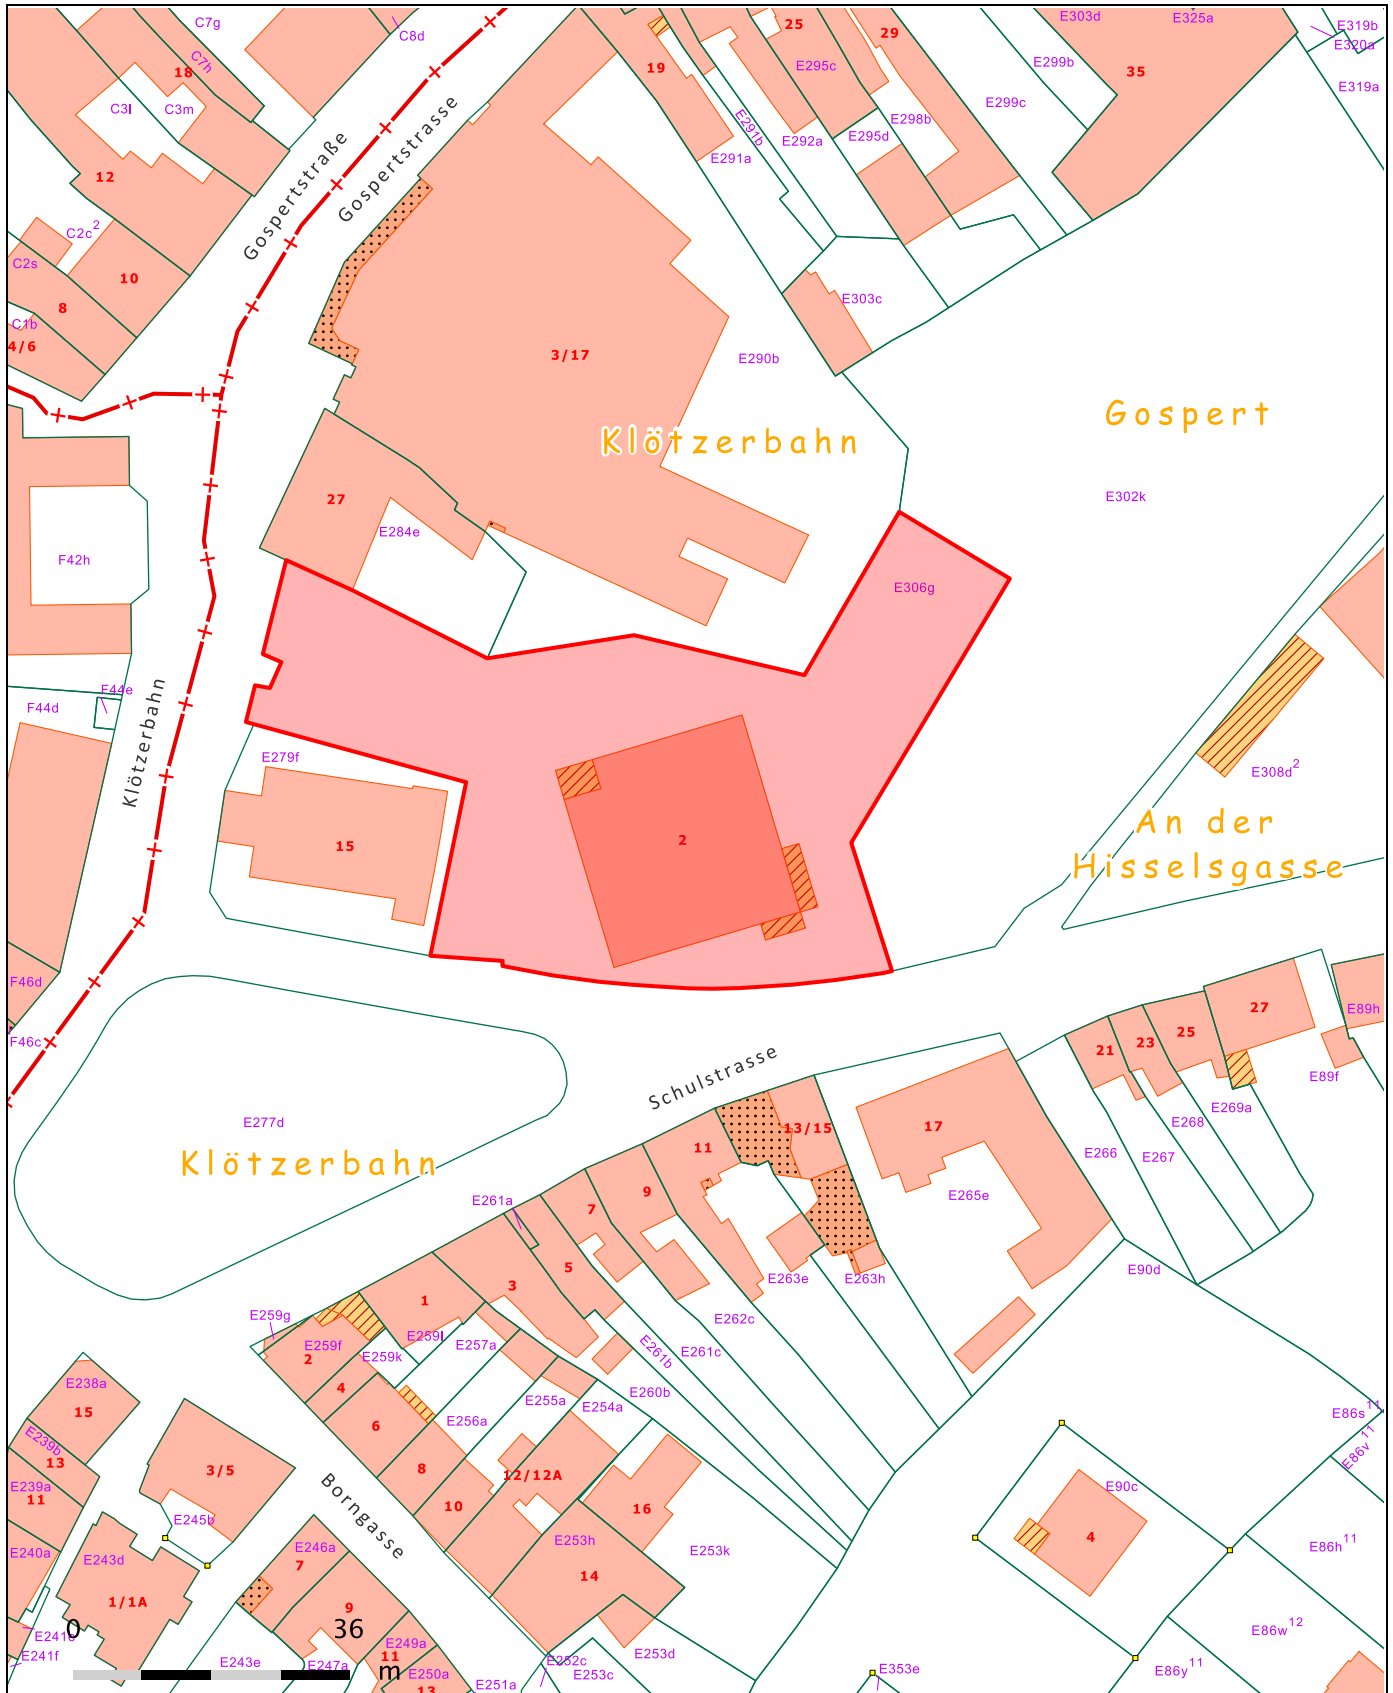 C7g
C8d
25
29
E303d
E325a
E319b
E320a
18
C7h
19
E295c
E299b
35
E319a
C3l
C3m
E291b
E292a
E295d
E298b
E299c
E291a
12
Gospertstraße
Gospertstrasse
C2c²
C2s
10
8
C1b
4/6
E303c
3/17
E290b
Gospert
Klötzerbahn
27
E284e
E302k
F42h
E306g
F44e
F44d
Klötzerbahn
E279f
15
2
E308d²
An der
Hisselsgasse
F46d
F46c
E277d
Klötzerbahn
Schulstrasse
21
23
25
27
E89h
E89f
E269a
E268
E267
E266
13/15
17
11
E265e
9
7
E261a
5
3
1
E263e
E263h
E262c
E261c
E261b
E260b
E90d
E259g
E259f
E259l
E257a
E259k
2
4
6
8
10
E256a
E255a
E254a
12/12A
16
E253h
E253k
14
E238a
15
E239b
13
E239a
11
E240a
3/5
E245b
E243d
1/1A
Borngasse
E246a
7
9
E249a
11
E250a
13
E247a
E243e
E251a
E252c
E253c
E253d
E241f
E86s¹¹
E86v¹¹
E90c
4
E86h¹¹
E86w¹²
E86y¹¹
E353e
0
36
m